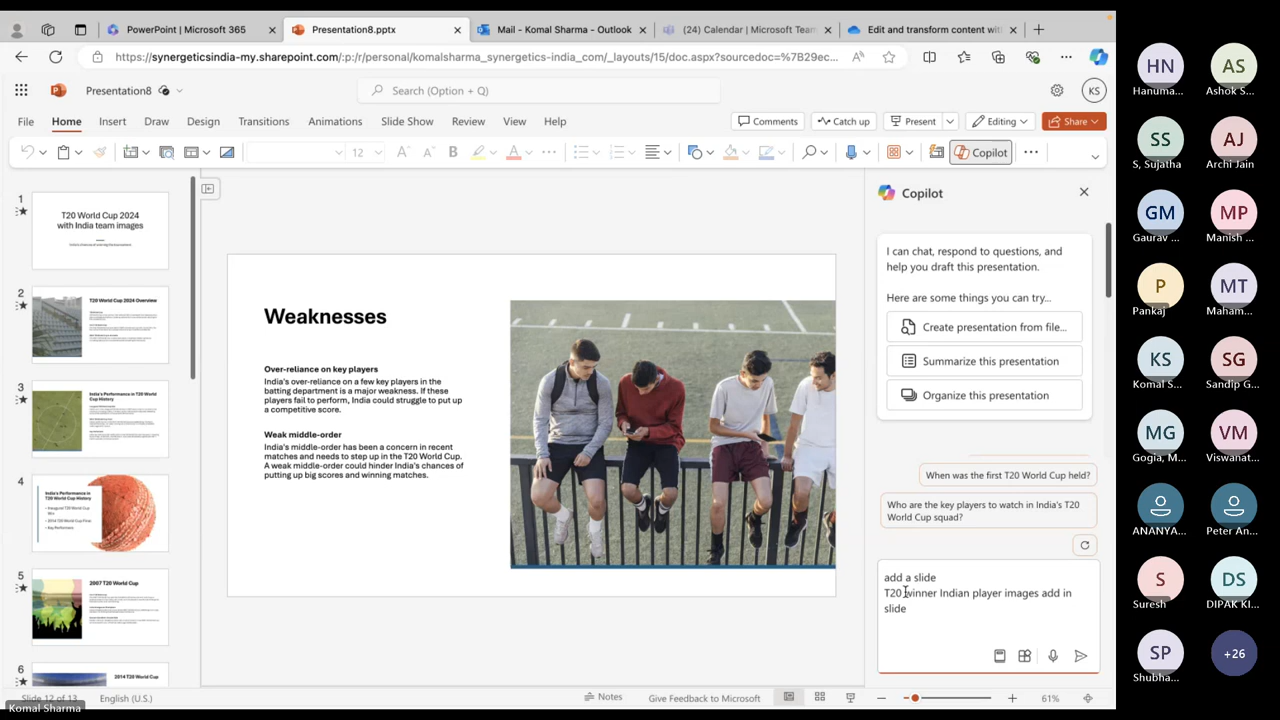 PowerPoint | Microsoft 365
Presentation8.pptx
Mail - Komal Sharma - Outlook
(24) Calendar | Microsoft Team
Edit and transform content with
https://synergeticsindia-my.sharepoint.com/:p:/r/personal/komalsharma_synergetics-india_com/_layouts/15/doc.aspx?sourcedoc=%7B29ec...
Presentation8
Search (Option + Q)
KS
File Home Insert Draw Design Transitions Animations Slide Show Review View Help
Comments Catch up Present Editing Share
12
Copilot
1
T20 World Cup 2024
with India team images
2
T20 World Cup 2024 Overview
3
India's Performance in T20 World Cup
History
4
India's Performance in
T20 World Cup History
• Inaugural T20 World Cup
Win
• 2014 T20 World Cup Final
• Key Performers
5
2007 T20 World Cup
6
2014 T20 World Cup
Weaknesses
Over-reliance on key players
India's over-reliance on a few key players in the
batting department is a major weakness. If these
players fail to perform, India could struggle to put up
a competitive score.
Weak middle-order
India's middle-order has been a concern in recent
matches and needs to step up in the T20 World Cup.
A weak middle-order could hinder India's chances of
putting up big scores and winning matches.
Copilot
I can chat, respond to questions, and
help you draft this presentation.
Here are some things you can try...
Create presentation from file...
Summarize this presentation
Organize this presentation
When was the first T20 World Cup held?
Who are the key players to watch in India's T20
World Cup squad?
add a slide
T20 winner Indian player images add in
slide
Slide 12 of 13
English (U.S.)
Notes
Give Feedback to Microsoft
61%
Komal Sharma
HN
Hanuma...
AS
Ashok S...
SS
S, Sujatha
AJ
Archi Jain
GM
Gaurav ...
MP
Manish ...
P
Pankaj
MT
Maham...
KS
Komal S...
SG
Sandip G...
MG
Gogia, M...
VM
Viswanat...
ANANYA...
Peter An...
S
Suresh
DS
DIPAK KI...
SP
Shubha...
+26